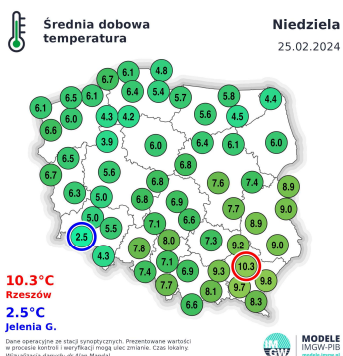 Średnia dobowa
temperatura
Niedziela
25.02.2024
6.1 4.8
6.7
6.5 6.1 6.4 5.4 5.7 5.8 4.4
6.1
6.0 4.3 4.2 5.6 4.5
6.6
3.9 6.0 6.4 6.1 6.0
6.5
6.7 5.6 6.8
6.8 7.6 7.4 8.9
6.3 5.0
6.8 6.9 7.7 9.0
5.0 5.5 7.1 6.6 8.9
2.5 7.8 8.0 7.3 9.2 9.0
4.3
7.4 7.1 6.9 9.3 10.3
7.7 8.1 9.7 9.8
6.6 8.3
10.3°C
Rzeszów
2.5°C
Jelenia G.
Dane operacyjne ze stacji synoptycznych. Prezentowane wartości
w procesie kontroli i weryfikacji mogą ulec zmianie. Czas lokalny.
IM
GW
MODELE
IMGW-PIB